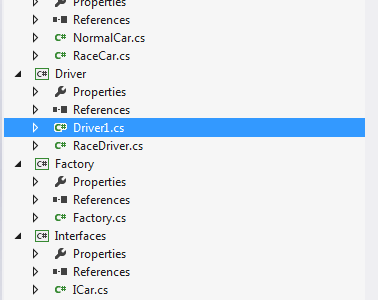 Properties
References
C# NormalCar.cs
C# RaceCar.cs
C# Driver
Properties
References
C# Driver1.cs
C# RaceDriver.cs
C# Factory
Properties
References
C# Factory.cs
C# Interfaces
Properties
References
C# ICar.cs